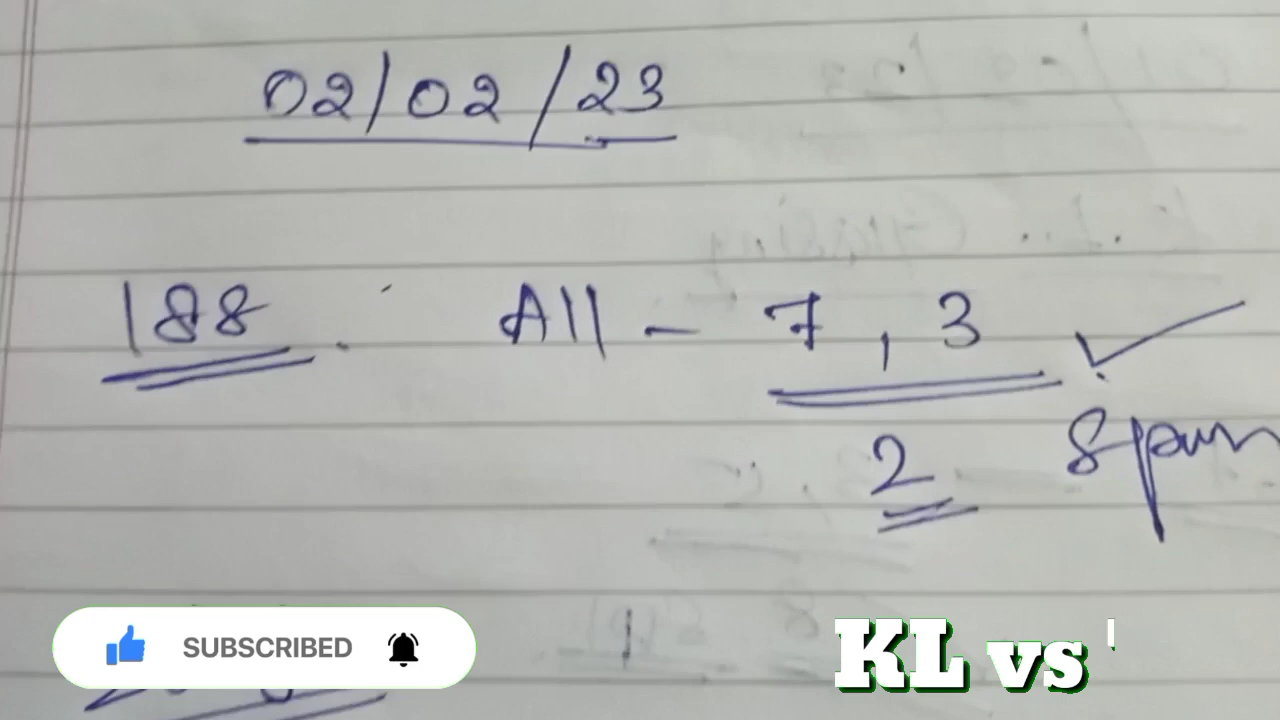 02/02/23
188. All - 7, 3 ✓
2 8pm
SUBSCRIBED
KL vs